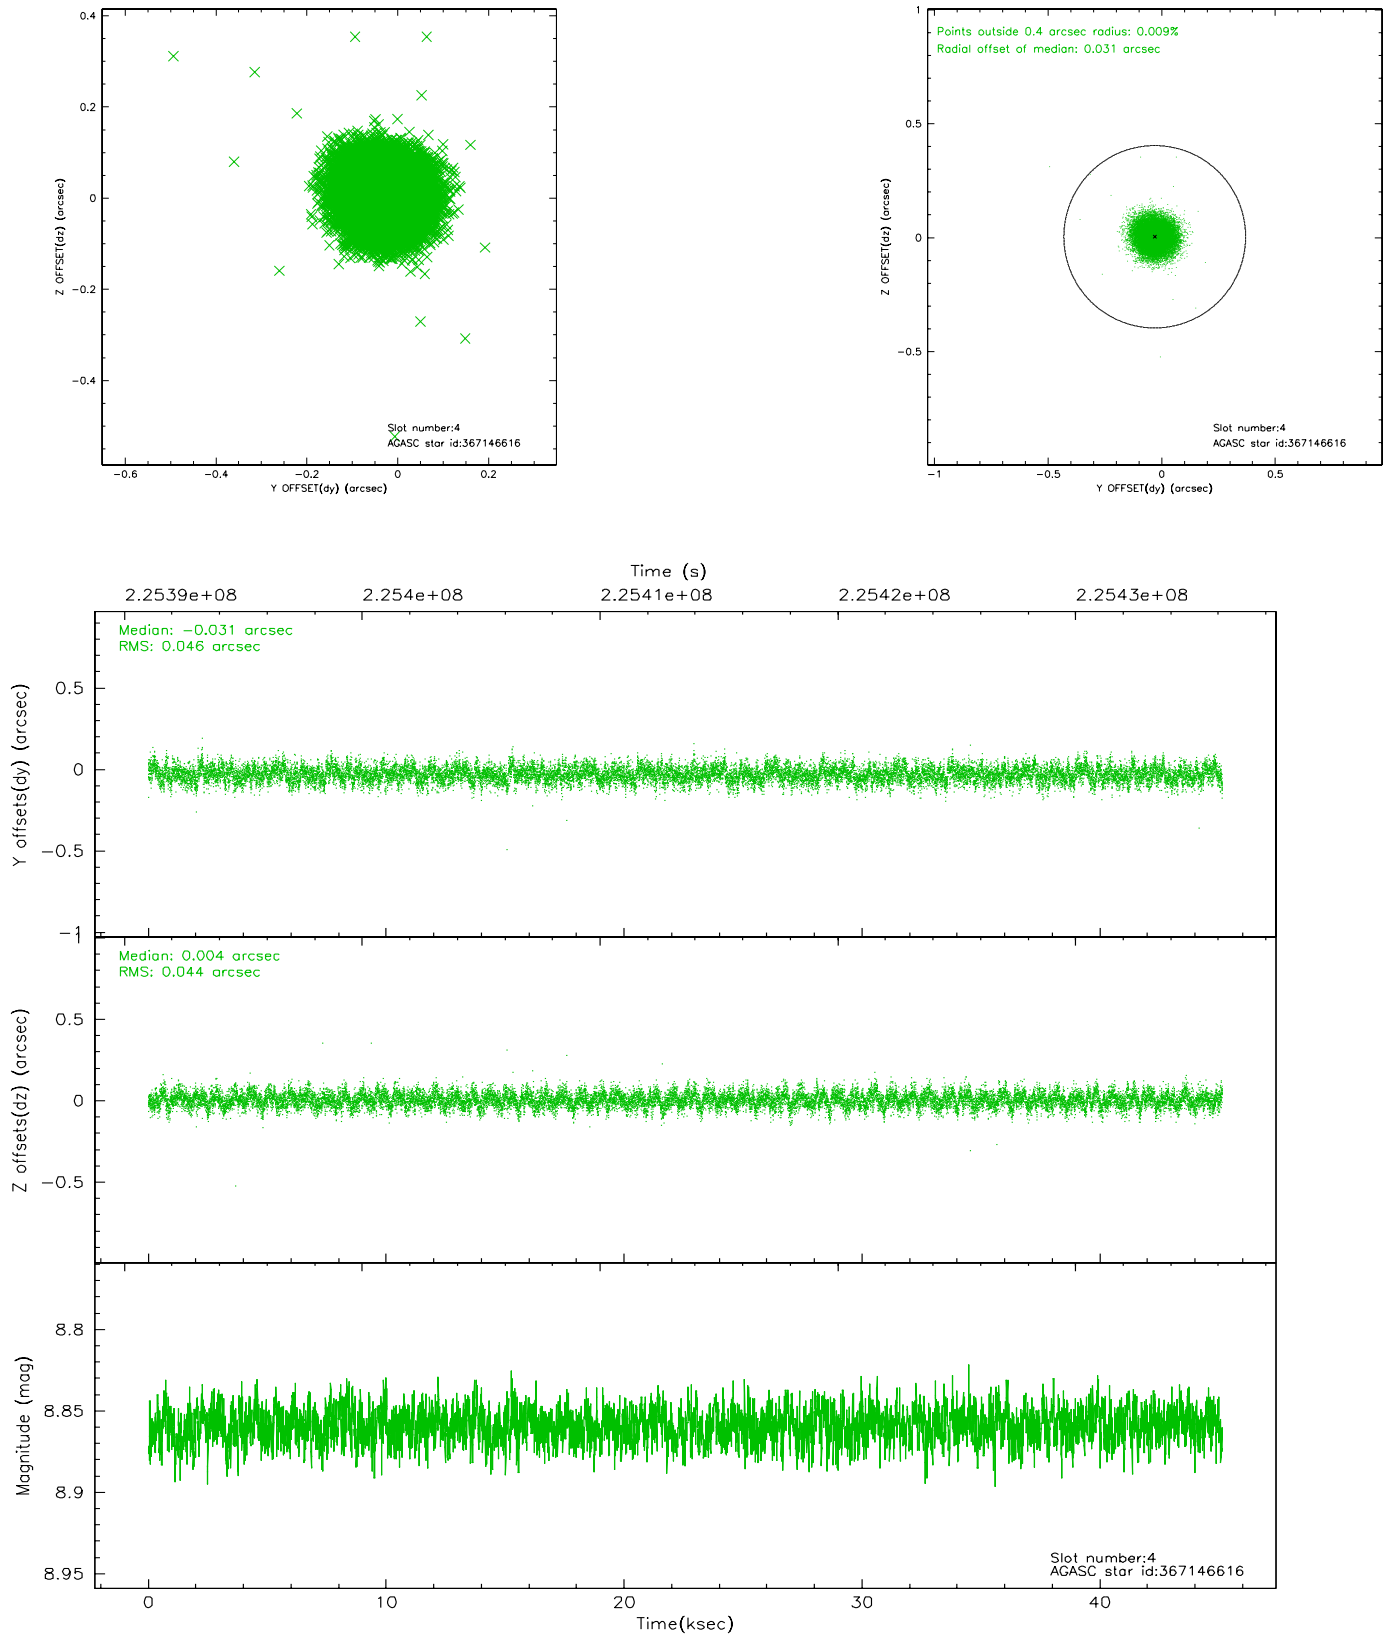 0.4
0.2
0
−0.2
−0.4
−0.6
−0.4
−0.2
0
0.2
Z OFFSET(dz) (arcsec)
Y OFFSET(dy) (arcsec)
Slot number:4
AGASC star id:367146616
Points outside 0.4 arcsec radius: 0.009%
Radial offset of median: 0.031 arcsec
1
0.5
0
−0.5
−1
−0.5
0
0.5
Z OFFSET(dz) (arcsec)
Y OFFSET(dy) (arcsec)
Slot number:4
AGASC star id:367146616
Time (s)
2.2539e+08
2.254e+08
2.2541e+08
2.2542e+08
2.2543e+08
Median: −0.031 arcsec
RMS: 0.046 arcsec
0.5
0
−0.5
−1
Y offsets(dy) (arcsec)
Median: 0.004 arcsec
RMS: 0.044 arcsec
1
0.5
0
−0.5
Z offsets(dz) (arcsec)
8.8
8.85
8.9
8.95
Magnitude (mag)
Slot number:4
AGASC star id:367146616
0
10
20
30
40
Time(ksec)